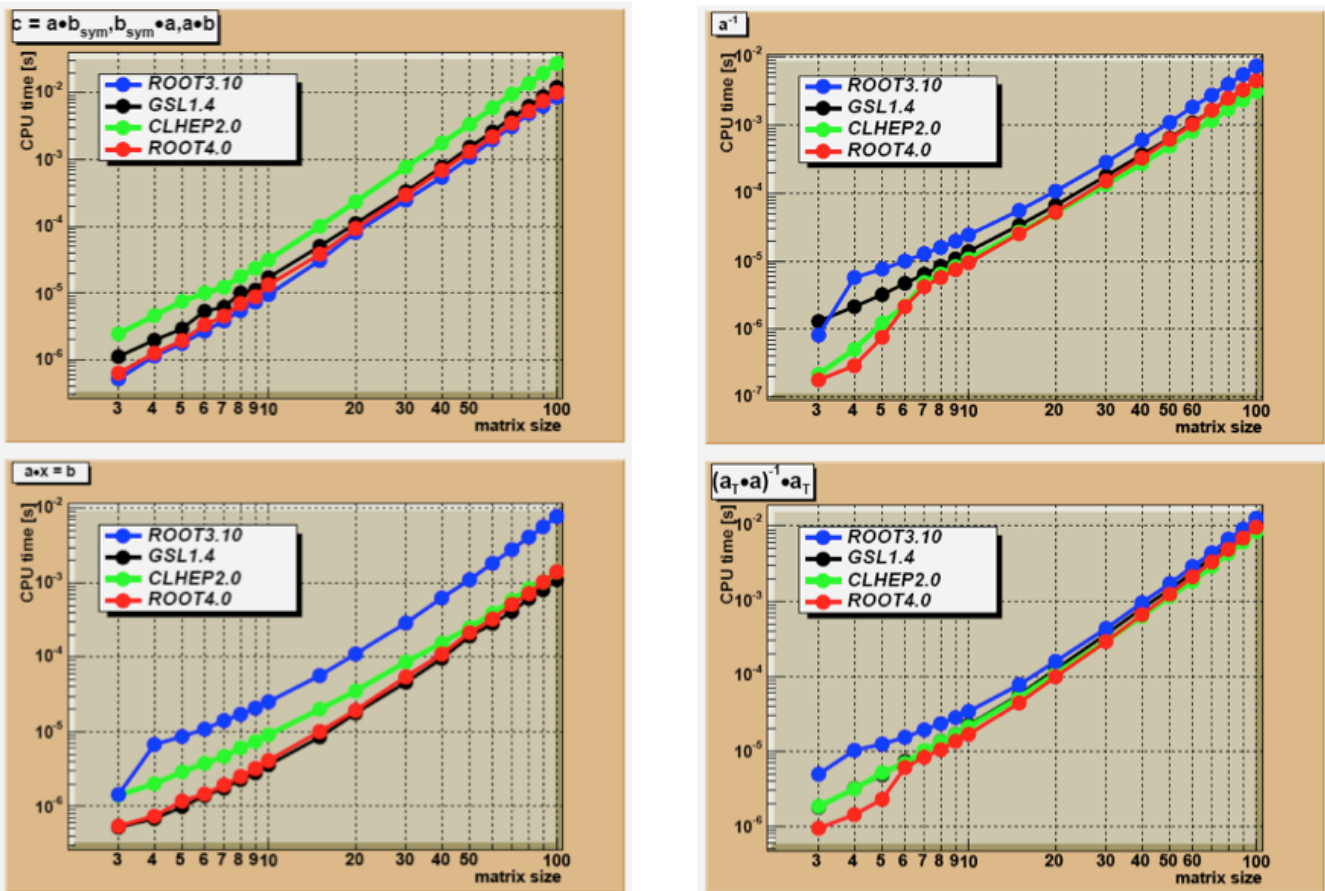 c = a•b_sym,b_sym•a,a•b
CPU time [s]
10^-2
10^-3
10^-4
10^-5
10^-6
ROOT3.10
GSL1.4
CLHEP2.0
ROOT4.0
3 4 5 6 7 8 9 10 20 30 40 50 100
matrix size
a^-1
CPU time [s]
10^-2
10^-3
10^-4
10^-5
10^-6
10^-7
ROOT3.10
GSL1.4
CLHEP2.0
ROOT4.0
3 4 5 6 7 8 9 10 20 30 40 50 60 100
matrix size
a•x = b
CPU time [s]
10^-2
10^-3
10^-4
10^-5
10^-6
ROOT3.10
GSL1.4
CLHEP2.0
ROOT4.0
3 4 5 6 7 8 9 10 20 30 40 50 100
matrix size
(a_T•a)^-1•a_T
CPU time [s]
10^-2
10^-3
10^-4
10^-5
10^-6
ROOT3.10
GSL1.4
CLHEP2.0
ROOT4.0
3 4 5 6 7 8 9 10 20 30 40 50 60 100
matrix size